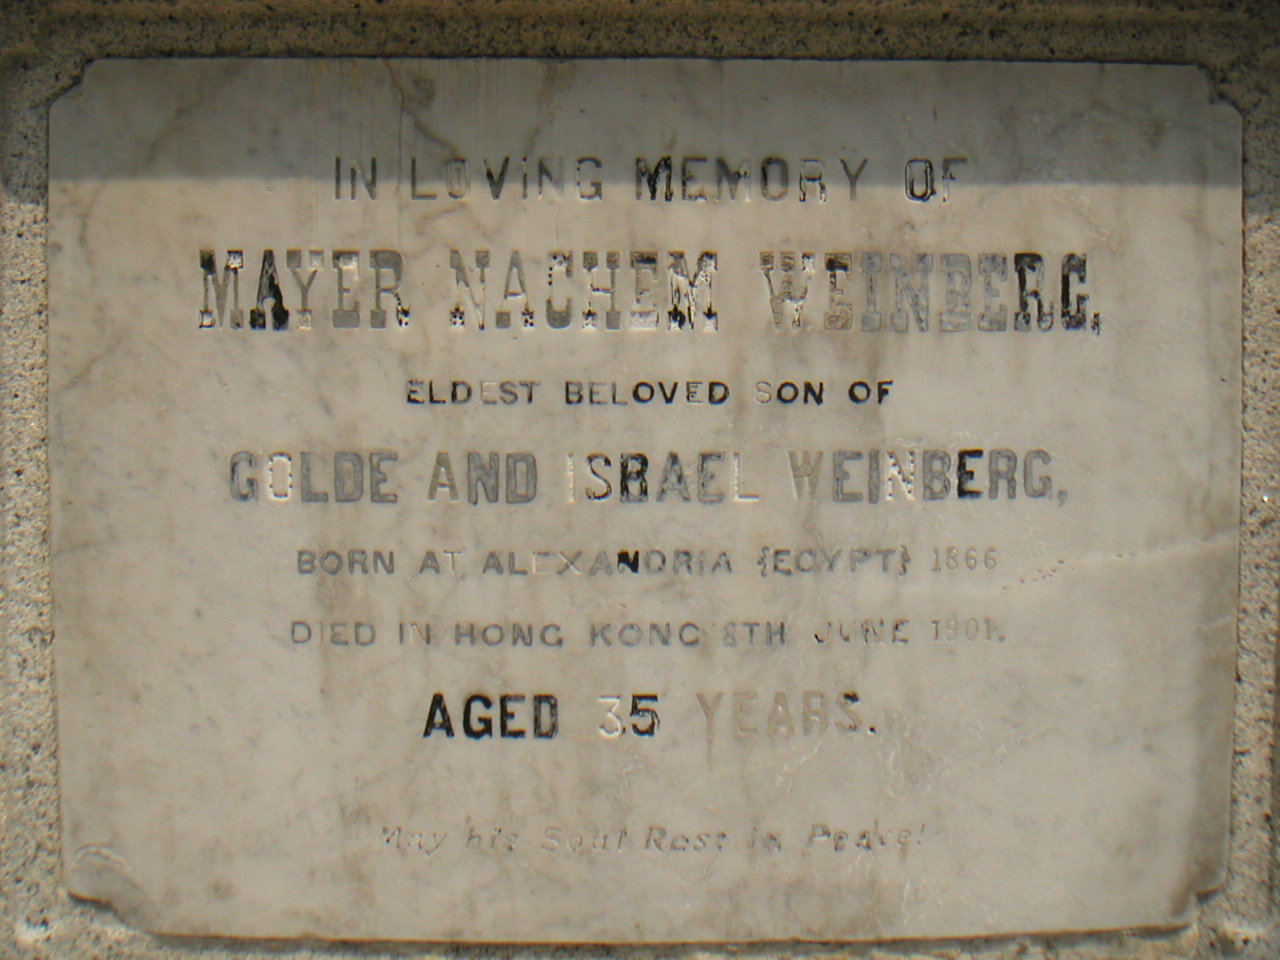 IN LOVING MEMORY OF
MAYER NACHEM WEINBERG,
ELDEST BELOVED SON OF
GOLDE AND ISRAEL WEINBERG,
BORN AT ALEXANDRIA {EGYPT} 1866
DIED IN HONG KONG 8TH JUNE 1901.
AGED 35 YEARS.
May his Soul Rest in Peace!